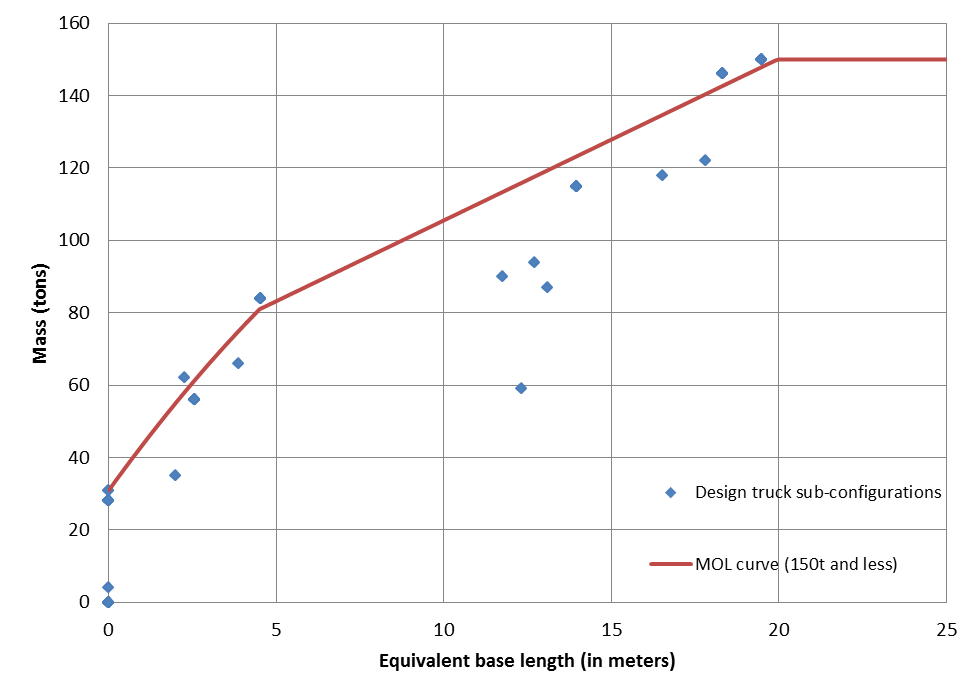 160
140
120
100
80
60
40
20
0
Mass (tons)
Design truck sub-configurations
MOL curve (150t and less)
0 5 10 15 20 25
Equivalent base length (in meters)